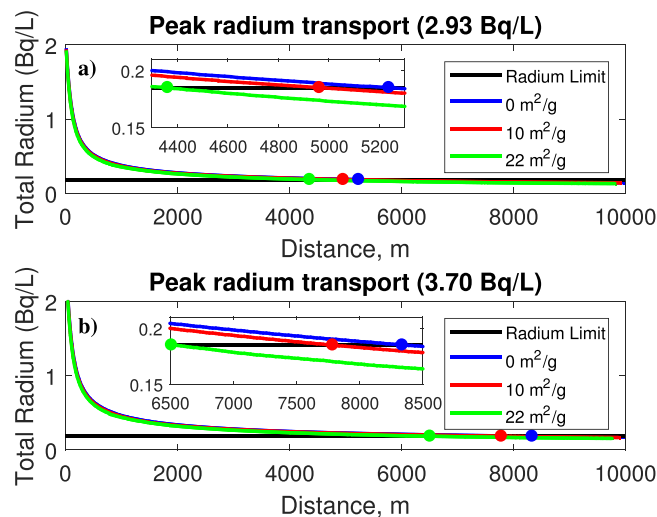 Peak radium transport (2.93 Bq/L)
Total Radium (Bq/L)
a)
2
1
0
0.2
0.15
4400 4600 4800 5000 5200
Radium Limit
0 m²/g
10 m²/g
22 m²/g
0 2000 4000 6000 8000 10000
Distance, m
Peak radium transport (3.70 Bq/L)
Total Radium (Bq/L)
b)
2
1
0
0.2
0.15
6500 7000 7500 8000 8500
Radium Limit
0 m²/g
10 m²/g
22 m²/g
0 2000 4000 6000 8000 10000
Distance, m